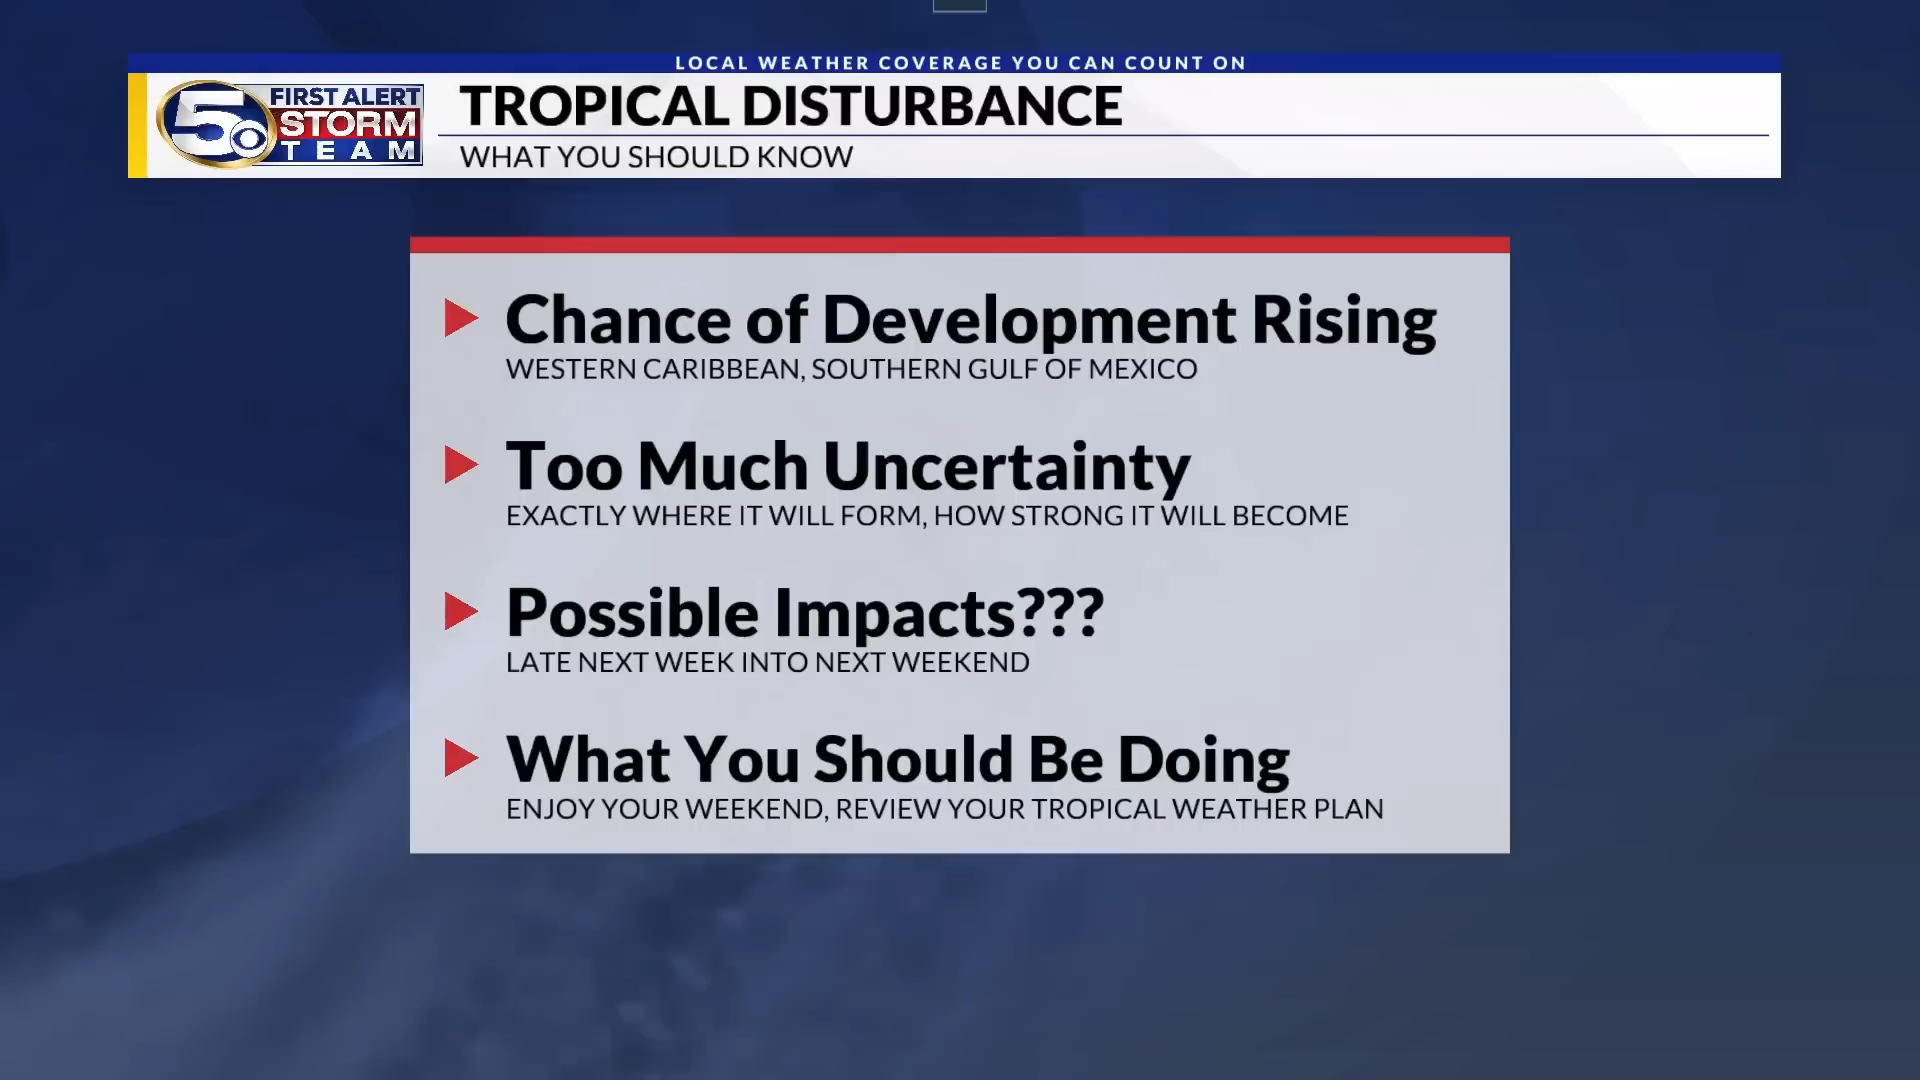 LOCAL WEATHER COVERAGE YOU CAN COUNT ON
5 FIRST ALERT
STORM
TEAM
TROPICAL DISTURBANCE
WHAT YOU SHOULD KNOW
Chance of Development Rising
WESTERN CARIBBEAN, SOUTHERN GULF OF MEXICO
Too Much Uncertainty
EXACTLY WHERE IT WILL FORM, HOW STRONG IT WILL BECOME
Possible Impacts???
LATE NEXT WEEK INTO NEXT WEEKEND
What You Should Be Doing
ENJOY YOUR WEEKEND, REVIEW YOUR TROPICAL WEATHER PLAN